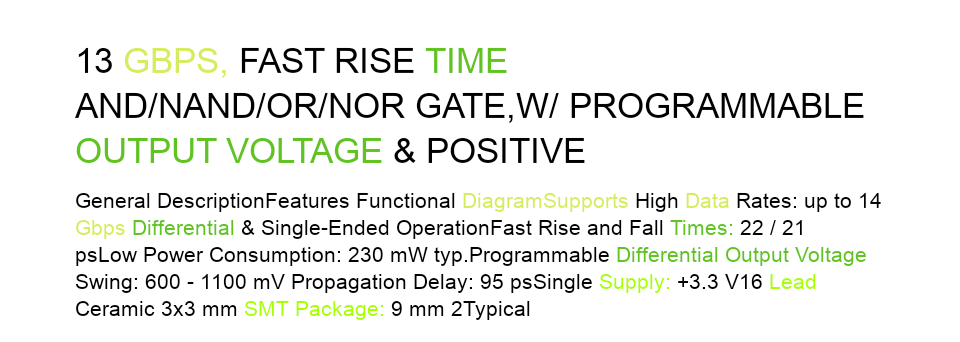 13 GBPS, FAST RISE TIME
AND/NAND/OR/NOR GATE,W/ PROGRAMMABLE
OUTPUT VOLTAGE & POSITIVE
General DescriptionFeatures Functional DiagramSupports High Data Rates: up to 14
Gbps Differential & Single-Ended OperationFast Rise and Fall Times: 22 / 21
psLow Power Consumption: 230 mW typ.Programmable Differential Output Voltage
Swing: 600 - 1100 mV Propagation Delay: 95 psSingle Supply: +3.3 V16 Lead
Ceramic 3x3 mm SMT Package: 9 mm 2Typical